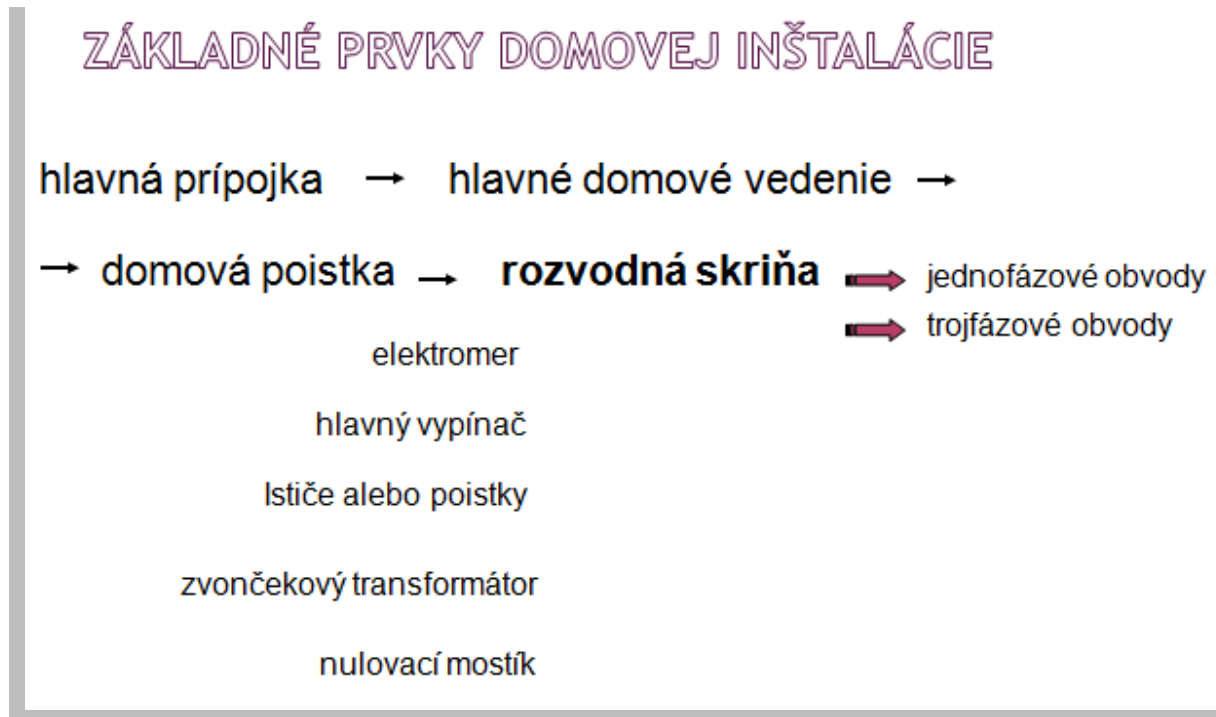 ZÁKLADNÉ PRVKY DOMOVEJ INŠTALÁCIE
hlavná prípojka → hlavné domové vedenie →
→ domová poistka → rozvodná skriňa jednofázové obvody
trojfázové obvody
elektromer
hlavný vypínač
Ističe alebo poistky
zvončekový transformátor
nulovací mostík